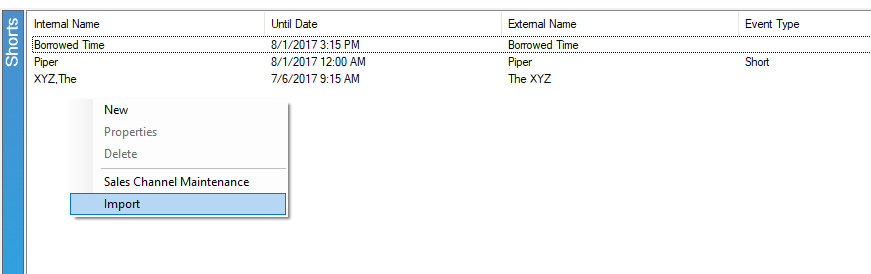 Shorts
Internal Name Until Date External Name Event Type
Borrowed Time 8/1/2017 3:15 PM Borrowed Time
Piper 8/1/2017 12:00 AM Piper Short
XYZ,The 7/6/2017 9:15 AM The XYZ
New
Properties
Delete
Sales Channel Maintenance
Import